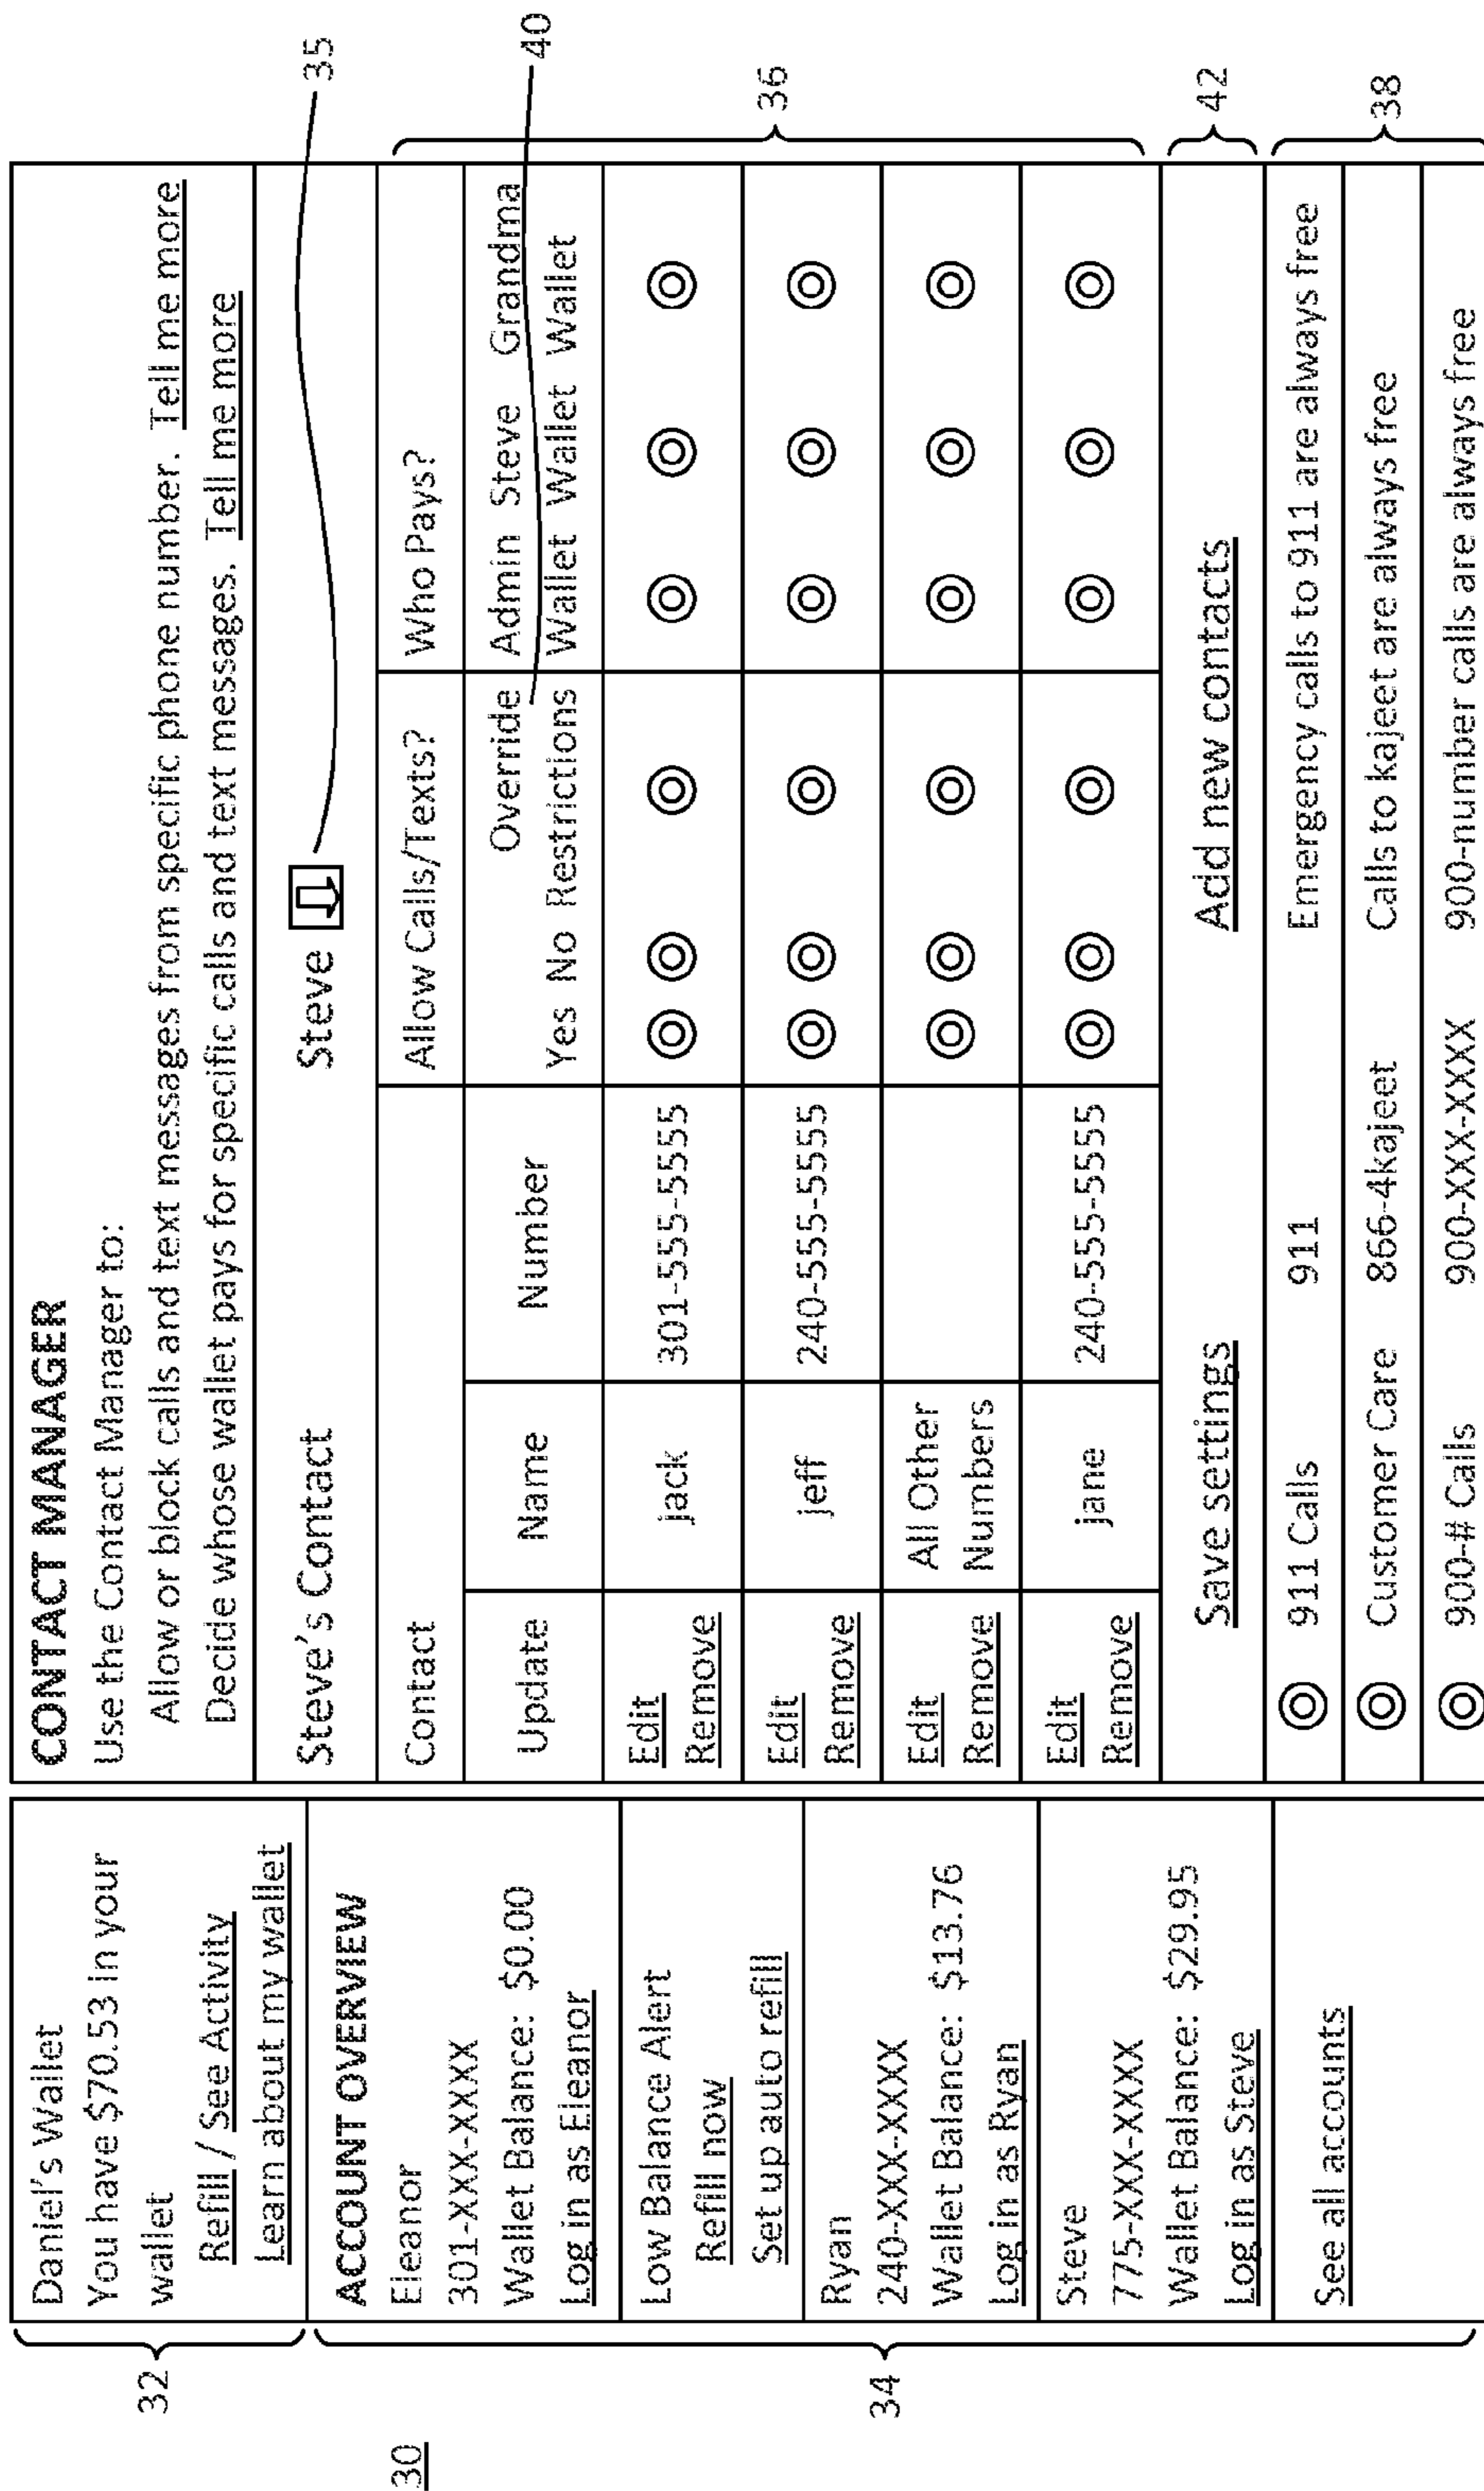 30
32
Daniel's Wallet
You have $70.53 in your
wallet
Refill / See Activity
Learn about my wallet
34
ACCOUNT OVERVIEW
Eleanor
301-XXX-XXXX
Wallet Balance: $0.00
Log in as Eleanor
Low Balance Alert
Refill now
Set up auto refill
Ryan
240-XXX-XXXX
Wallet Balance: $13.76
Log in as Ryan
Steve
775-XXX-XXXX
Wallet Balance: $29.95
Log in as Steve
See all accounts
CONTACT MANAGER
Use the Contact Manager to:
Allow or block calls and text messages from specific phone number. Tell me more
Decide whose wallet pays for specific calls and text messages. Tell me more
Steve's Contact Steve 35
Contact Allow Calls/Texts? Who Pays?
Override Admin Steve Grandma 40
Update Name Number Yes No Restrictions Wallet Wallet Wallet
Edit
Remove jack 301-555-5555
Edit
Remove jeff 240-555-5555
36
Edit All Other
Remove Numbers
Edit
Remove jane 240-555-5555
Save settings Add new contacts 42
911 Calls 911 Emergency calls to 911 are always free
Customer Care 866-4kajeet Calls to kajeet are always free 38
900-# Calls 900-XXX-XXXX 900-number calls are always free